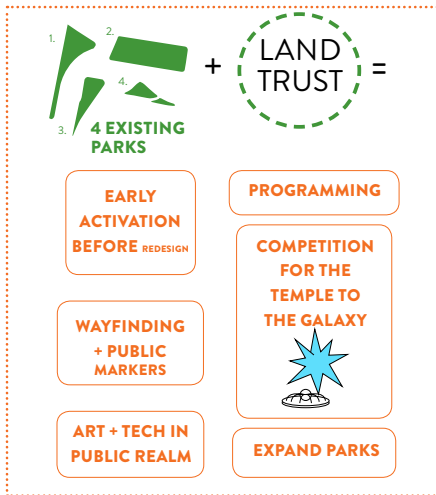 1.
2.
3.
4.
4 EXISTING
PARKS
+
LAND
TRUST
=
EARLY
ACTIVATION
BEFORE REDESIGN
WAYFINDING
+ PUBLIC
MARKERS
ART + TECH IN
PUBLIC REALM
PROGRAMMING
COMPETITION
FOR THE
TEMPLE TO
THE GALAXY
EXPAND PARKS